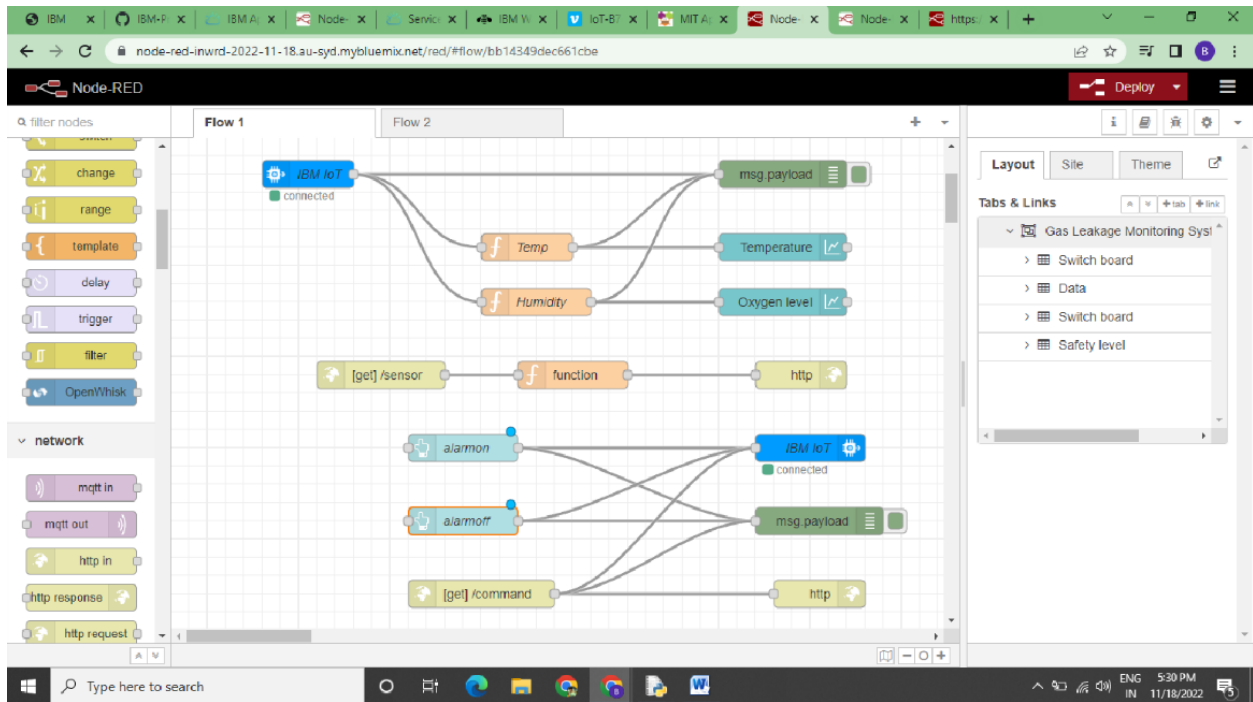 IBM
IBM-P
IBM A
Node-
Servic
IBM W
IoT-B7
MIT A
Node-
Node-
https:
node-red-inwrd-2022-11-18.au-syd.mybluemix.net/red/#flow/bb14349dec661cbe
B
Node-RED
Deploy
filter nodes
Flow 1
Flow 2
switch
change
range
template
delay
trigger
filter
OpenWhisk
network
mqtt in
mqtt out
http in
http response
http request
IBM IoT
connected
msg.payload
Temp
Temperature
Humidity
Oxygen level
[get] /sensor
function
http
alarmon
IBM IoT
connected
alarmoff
msg.payload
[get] /command
http
Layout
Site
Theme
Tabs & Links
+tab
+link
Gas Leakage Monitoring Syst
Switch board
Data
Switch board
Safety level
Type here to search
ENG
IN
5:30 PM
11/18/2022
5